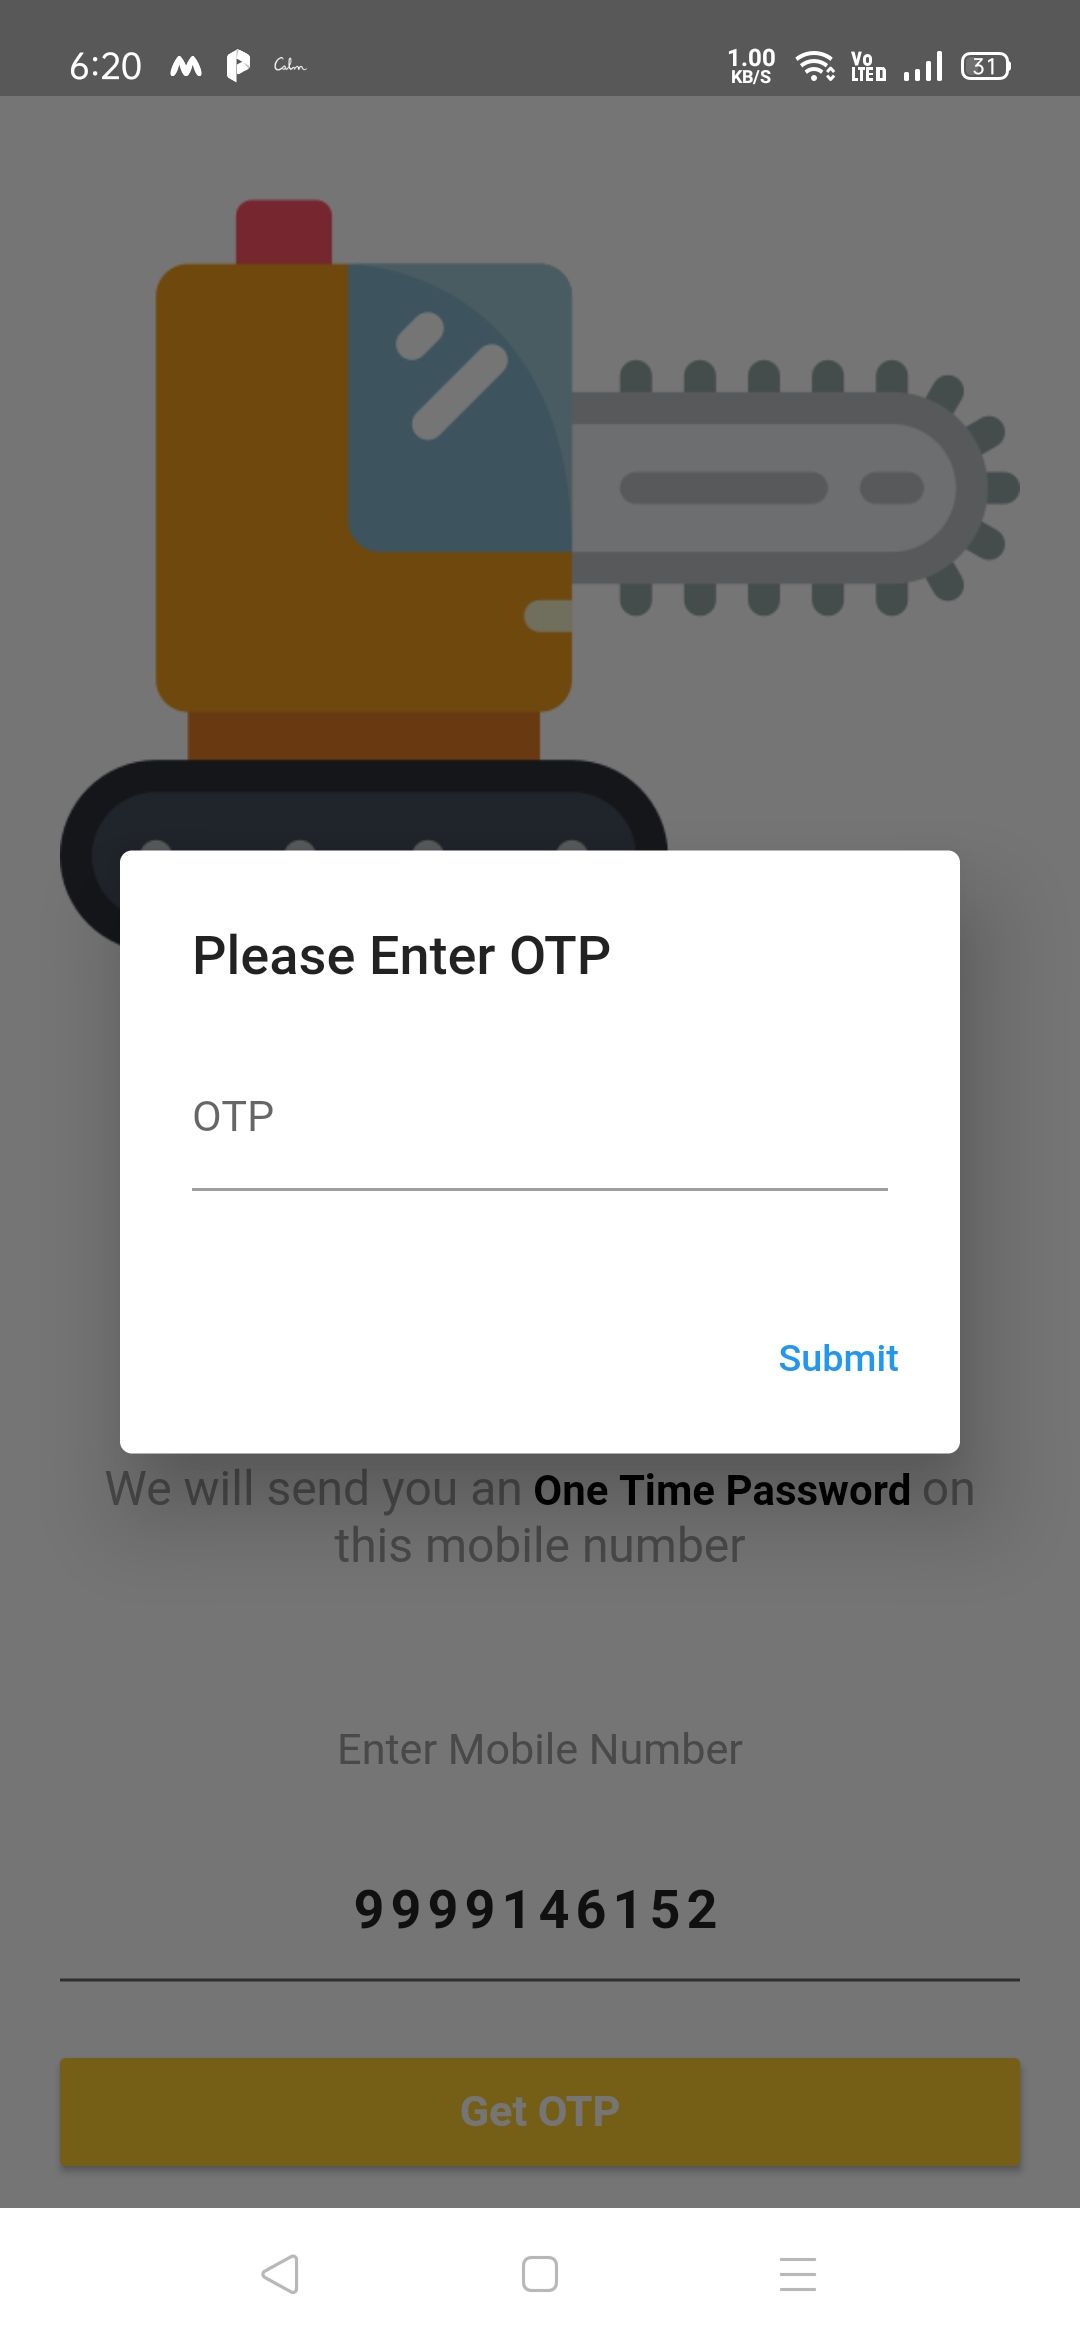 6:20
Calm
1.00
KB/S
Vo
LTE
31
Please Enter OTP
OTP
Submit
We will send you an One Time Password on
this mobile number
Enter Mobile Number
9999146152
Get OTP